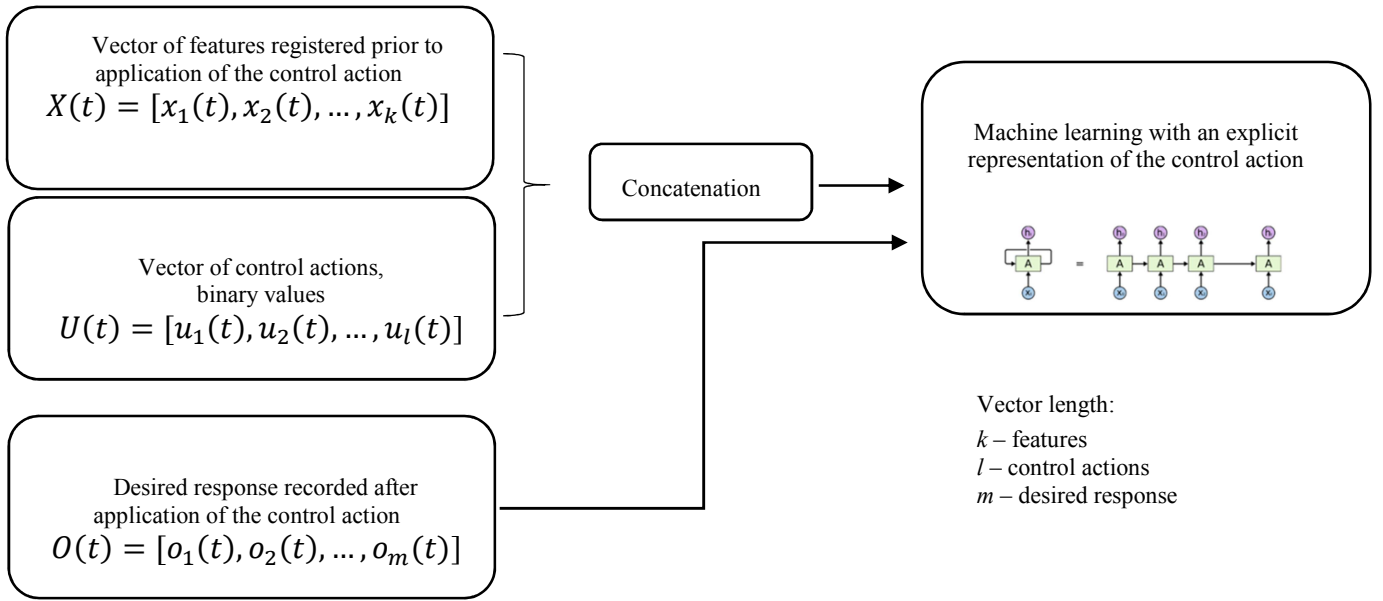 Vector of features registered prior to
application of the control action
X(t) = [x₁(t), x₂(t), … , xₖ(t)]
Vector of control actions,
binary values
U(t) = [u₁(t), u₂(t), … , uₗ(t)]
Desired response recorded after
application of the control action
O(t) = [o₁(t), o₂(t), … , oₘ(t)]
Concatenation
Machine learning with an explicit
representation of the control action
h h h h h
A = A A A A
x x x x x
Vector length:
k – features
l – control actions
m – desired response